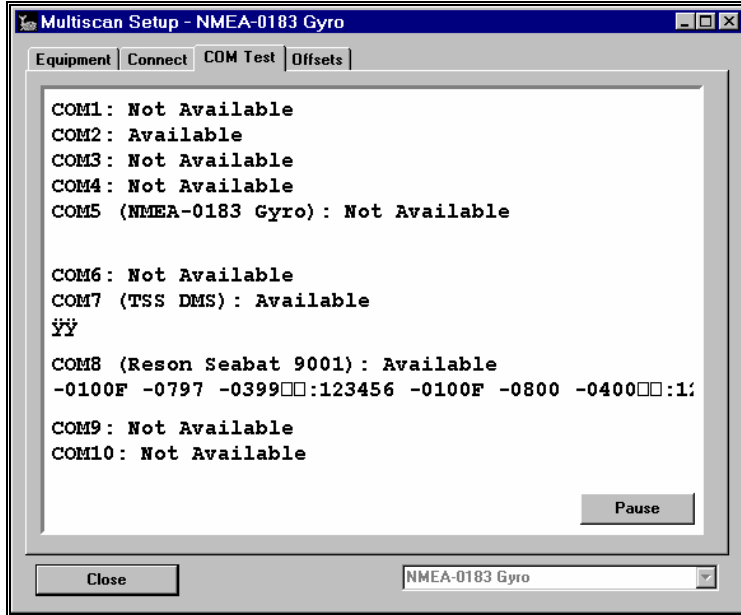 Multiscan Setup - NMEA-0183 Gyro
Equipment Connect COM Test Offsets
COM1: Not Available
COM2: Available
COM3: Not Available
COM4: Not Available
COM5 (NMEA-0183 Gyro): Not Available
COM6: Not Available
COM7 (TSS DMS): Available
ÿÿ
COM8 (Reson Seabat 9001): Available
-0100F -0797 -0399□□:123456 -0100F -0800 -0400□□:12
COM9: Not Available
COM10: Not Available
Pause
Close NMEA-0183 Gyro